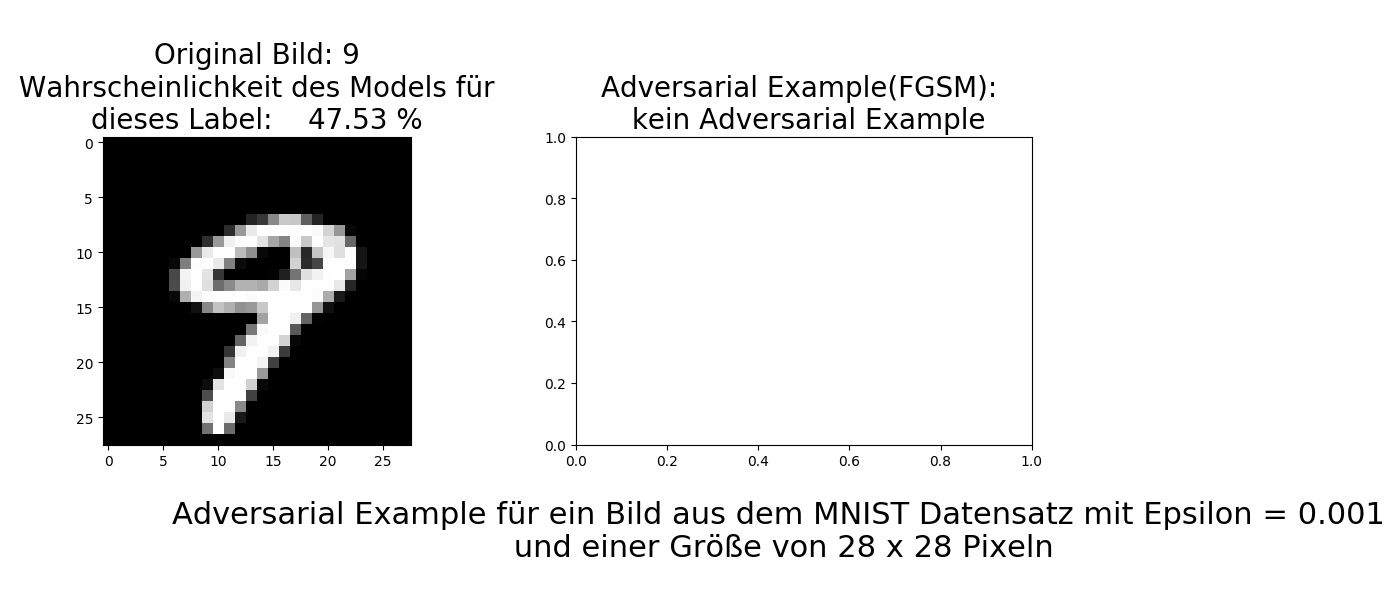 Original Bild: 9
Wahrscheinlichkeit des Models für
dieses Label: 47.53 %
0
5
10
15
20
25
0 5 10 15 20 25
Adversarial Example(FGSM):
kein Adversarial Example
1.0
0.8
0.6
0.4
0.2
0.0
0.0 0.2 0.4 0.6 0.8 1.0
Adversarial Example für ein Bild aus dem MNIST Datensatz mit Epsilon = 0.001
und einer Größe von 28 x 28 Pixeln